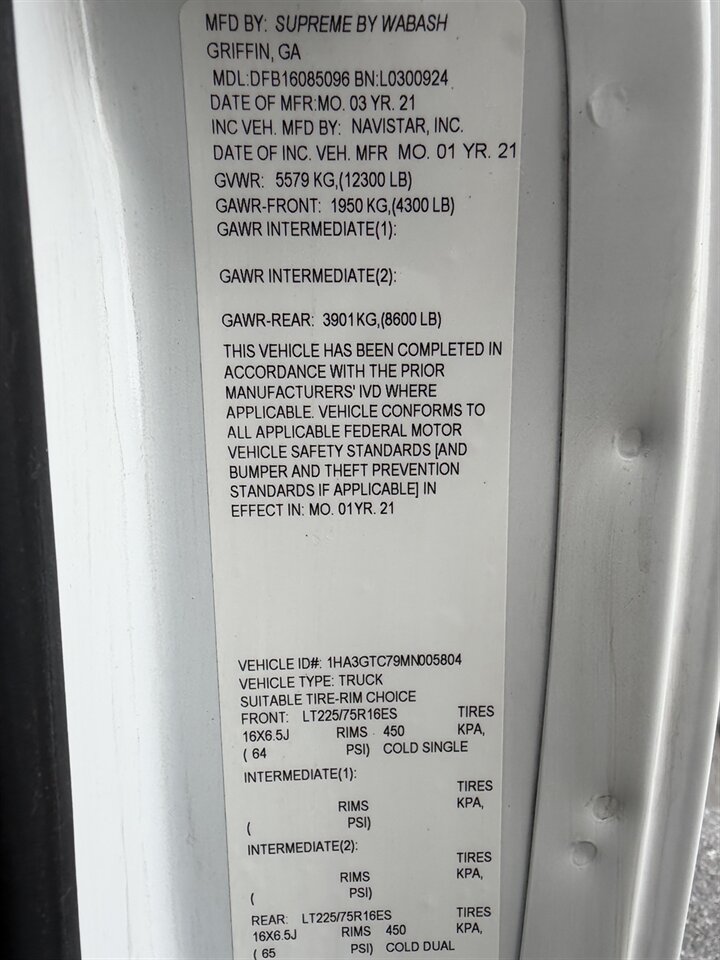 MFD BY: SUPREME BY WABASH
GRIFFIN, GA
MDL:DFB16085096 BN:L0300924
DATE OF MFR:MO. 03 YR. 21
INC VEH. MFD BY: NAVISTAR, INC.
DATE OF INC. VEH. MFR MO. 01 YR. 21
GVWR: 5579 KG,(12300 LB)
GAWR-FRONT: 1950 KG,(4300 LB)
GAWR INTERMEDIATE(1):
GAWR INTERMEDIATE(2):
GAWR-REAR: 3901KG,(8600 LB)
THIS VEHICLE HAS BEEN COMPLETED IN
ACCORDANCE WITH THE PRIOR
MANUFACTURERS' IVD WHERE
APPLICABLE. VEHICLE CONFORMS TO
ALL APPLICABLE FEDERAL MOTOR
VEHICLE SAFETY STANDARDS [AND
BUMPER AND THEFT PREVENTION
STANDARDS IF APPLICABLE] IN
EFFECT IN: MO. 01YR. 21
VEHICLE ID#: 1HA3GTC79MN005804
VEHICLE TYPE: TRUCK
SUITABLE TIRE-RIM CHOICE
FRONT: LT225/75R16ES TIRES
16X6.5J RIMS 450 KPA,
( 64 PSI) COLD SINGLE
INTERMEDIATE(1):
TIRES
RIMS KPA,
( PSI)
INTERMEDIATE(2):
TIRES
RIMS KPA,
( PSI)
REAR: LT225/75R16ES TIRES
16X6.5J RIMS 450 KPA,
( 65 PSI) COLD DUAL